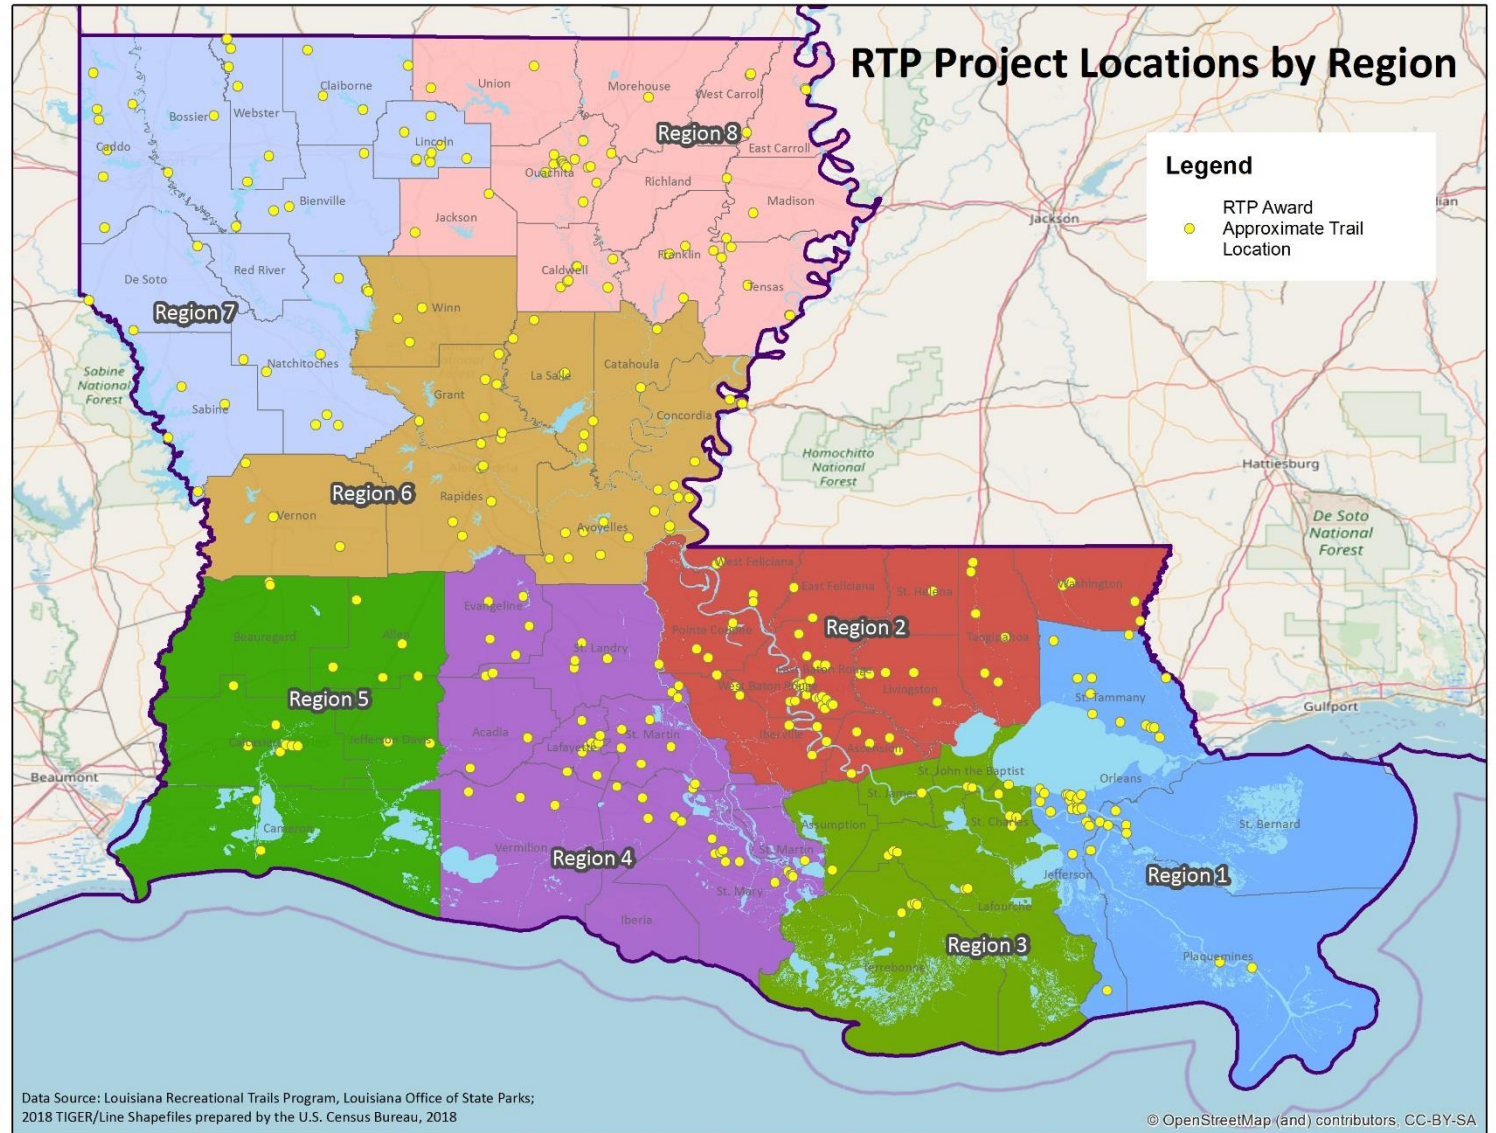 RTP Project Locations by Region
Legend
RTP Award
Approximate Trail
Location
Union
Morehouse
West Carroll
Claiborne
Bossier
Webster
Region 8
Caddo
Lincoln
East Carroll
Ouachita
Richland
Bienville
Madison
Jackson
Jackson
Franklin
Caldwell
Red River
De Soto
Tensas
Region 7
Winn
Natchitoches
Catahoula
Sabine
National
Forest
La Salle
Grant
Sabine
Concordia
Homochitto
National
Forest
Hattiesburg
Region 6
Rapides
Vernon
Avoyelles
De Soto
National
Forest
West Feliciana
East Feliciana
St. Helena
Washington
Evangeline
Pointe Coupee
Region 2
Beauregard
Allen
Tangipahoa
St. Landry
West Baton Rouge
Livingston
Region 5
St. Tammany
Gulfport
Acadia
St. Martin
Iberville
Lafayette
Jefferson Davis
Ascension
St. John the Baptist
Beaumont
Orleans
St. James
St. Charles
Assumption
St. Bernard
Cameron
Vermilion
Region 4
St. Martin
Jefferson
Region 1
St. Mary
Lafourche
Iberia
Region 3
Plaquemines
Terrebonne
Data Source: Louisiana Recreational Trails Program, Louisiana Office of State Parks;
2018 TIGER/Line Shapefiles prepared by the U.S. Census Bureau, 2018
© OpenStreetMap (and) contributors, CC-BY-SA